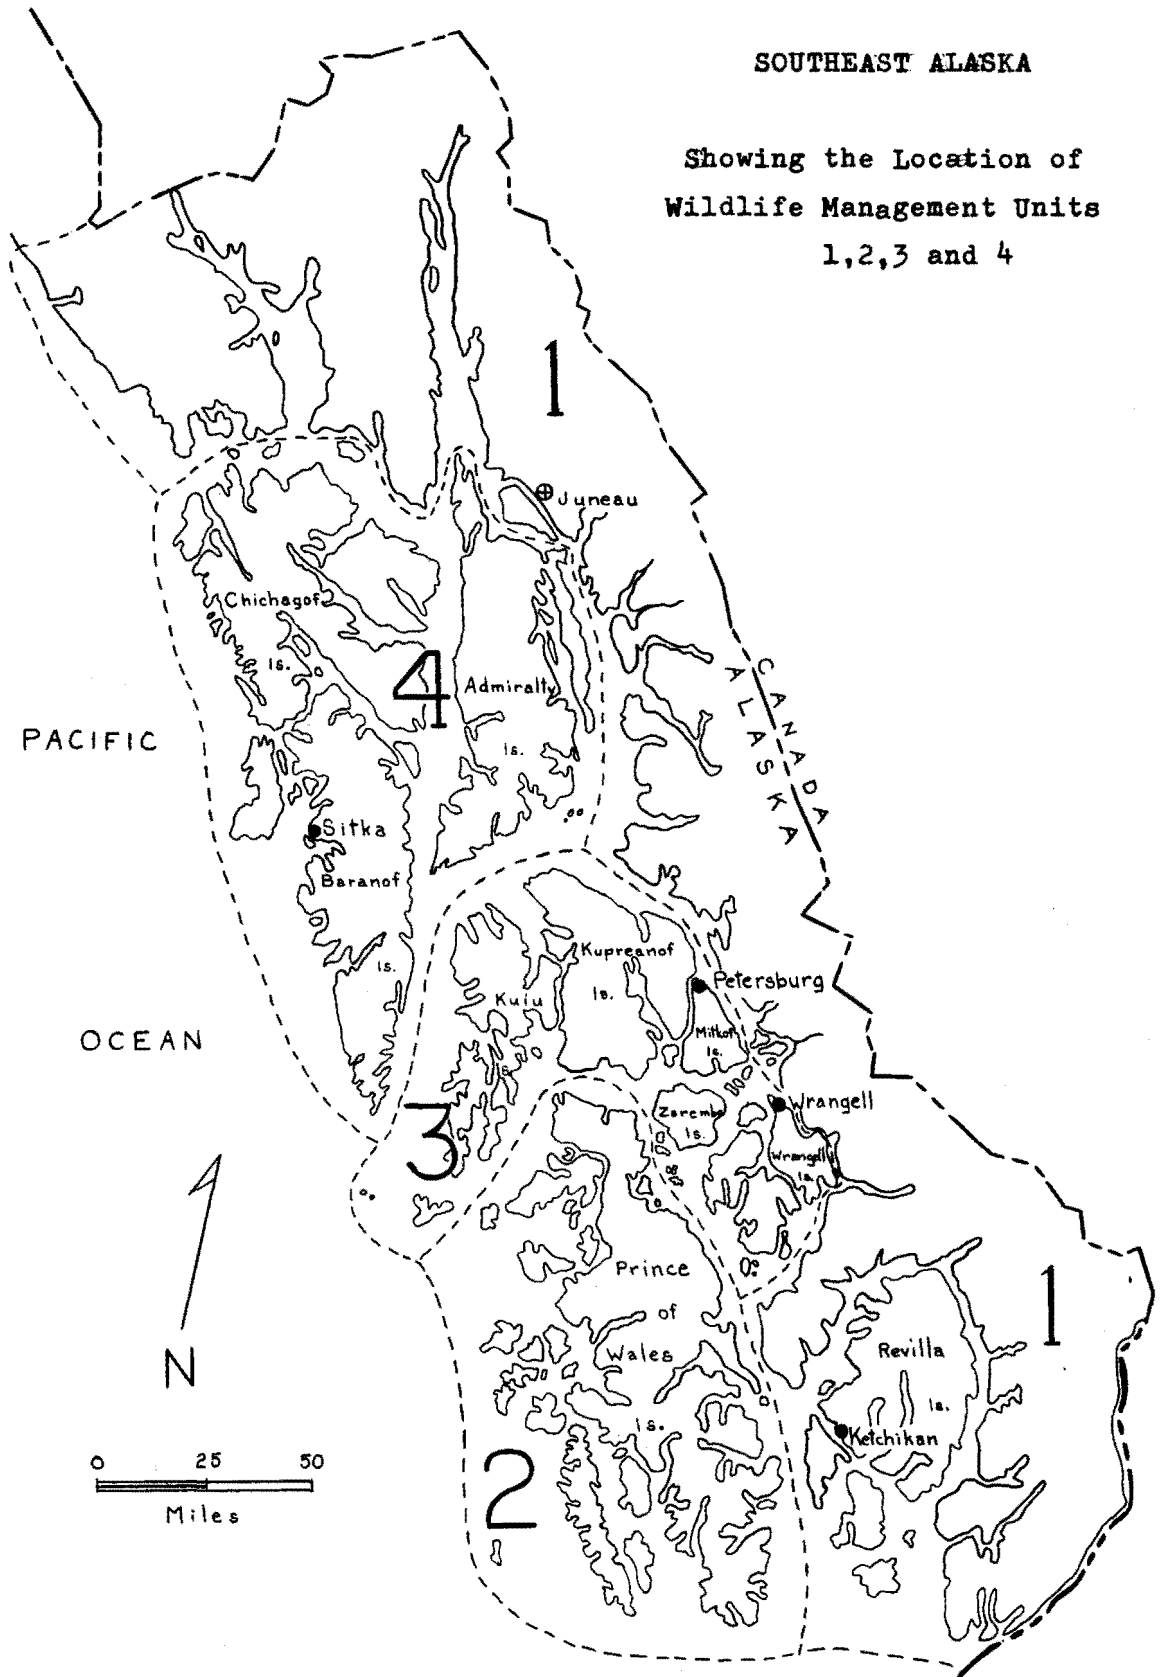 SOUTHEAST ALASKA
Showing the Location of
Wildlife Management Units
1,2,3 and 4
1
Juneau
Chichagof
Is.
4
Admiralty
Is.
CANADA
ALASKA
PACIFIC
Sitka
Baranof
Is.
Kupreanof
Is.
Petersburg
Kuiu
Is.
Mitkof
Is.
OCEAN
3
Zarembo
Is.
Wrangell
Wrangell
Is.
Prince
of
Wales
Is.
1
N
Revilla
Is.
Ketchikan
2
0 25 50
Miles